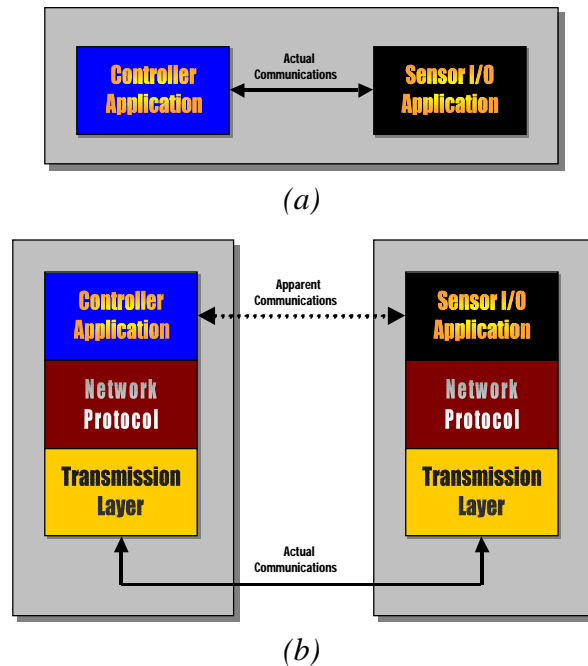 Controller
Application
Actual
Communications
Sensor I/O
Application
(a)
Controller
Application
Apparent
Communications
Sensor I/O
Application
Network
Protocol
Network
Protocol
Transmission
Layer
Transmission
Layer
Actual
Communications
(b)